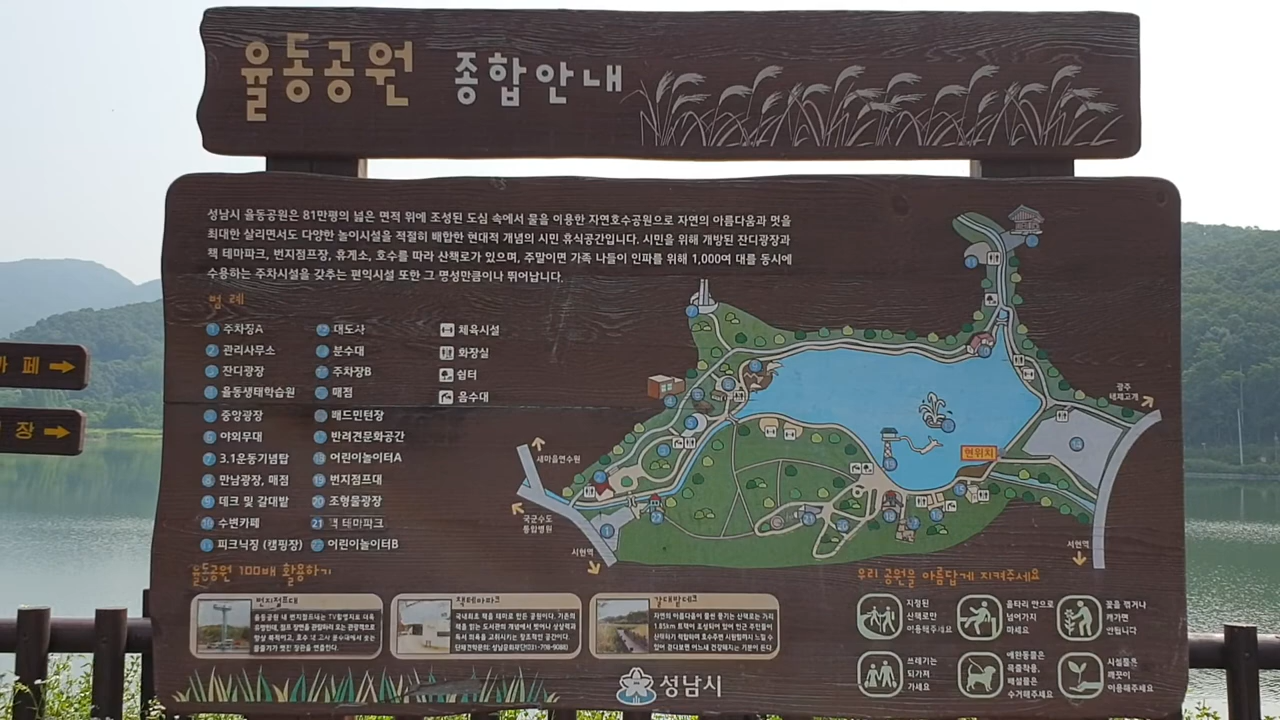 율동공원 종합안내
성남시 율동공원은 81만평의 넓은 면적 위에 조성된 도심 속에서 물을 이용한 자연호수공원으로 자연의 아름다움과 멋을
최대한 살리면서도 다양한 놀이시설을 적절히 배합한 현대적 개념의 시민 휴식공간입니다. 시민을 위해 개방된 잔디광장과
책 테마파크, 번지점프장, 휴게소, 호수를 따라 산책로가 있으며, 주말이면 가족 나들이 인파를 위해 1,000여 대를 동시에
수용하는 주차시설을 갖추는 편익시설 또한 그 명성만큼이나 뛰어납니다.
범 례
1 주차장A
2 관리사무소
잔디광장
율동생태학습원
중앙광장
6 야외무대
7 3.1운동기념탑
8 만남광장, 매점
9 데크 및 갈대밭
10 수변카페
피크닉장 (캠핑장)
대도사
분수대
주차장B
매점
배드민턴장
반려견문화공간
18 어린이놀이터A
19 번지점프대
20 조형물광장
21 책 테마파크
22 어린이놀이터B
체육시설
화장실
쉼터
음수대
광주
태재고개
새마을연수원
국군수도
통합병원
서현역
현위치
서현역
율동공원 100배 활용하기
번지점프대
책테마파크
갈대밭데크
우리 공원을 아름답게 지켜주세요
지정된
산책로만
이용해주세요
울타리 안으로
넘어가지
마세요
꽃을 꺾거나
캐가면
안됩니다
쓰레기는
되가져
가세요
애완동물은
목줄착용,
배설물은
수거해주세요
시설물은
깨끗이
이용해주세요
성남시
카페
장